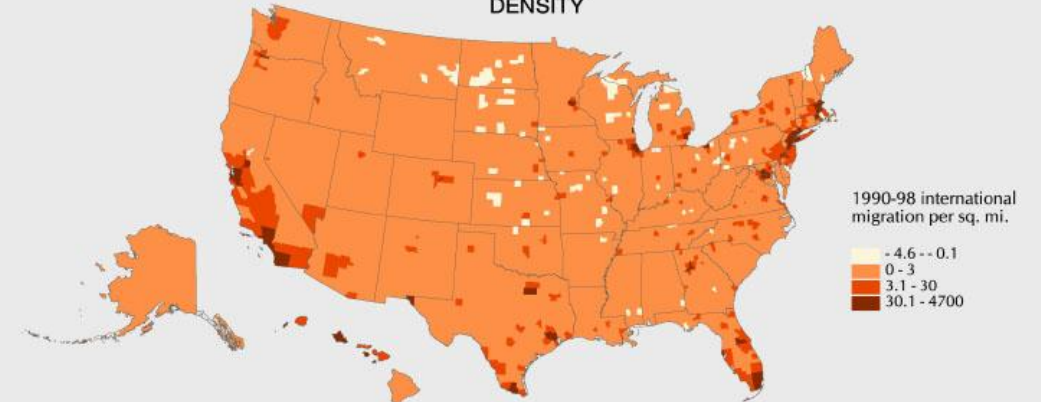 DENSITY
1990-98 international
migration per sq. mi.
- 4.6 - - 0.1
0 - 3
3.1 - 30
30.1 - 4700